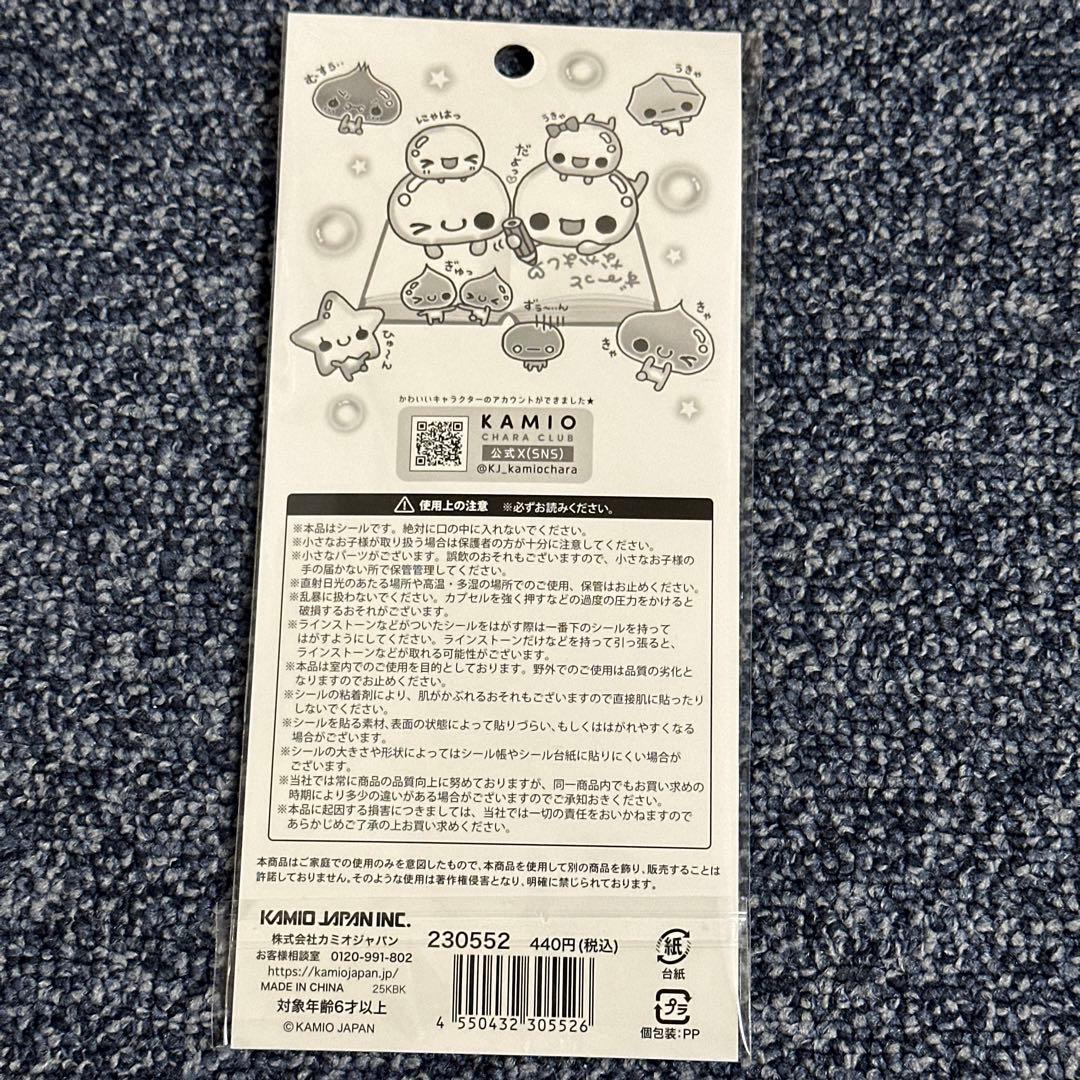 むすぅ…
うきゃ
にゃはっ
うきゃ
だよっ♡
ず〜っと
なかよし♡
ぎゅっ
ずぅ〜…ん
ひゅ〜ん
きゃ
きゃ
かわいいキャラクターのアカウントができました★
KAMIO
CHARA CLUB
公式X(SNS)
@KJ_kamiochara
使用上の注意 ※必ずお読みください。
※本品はシールです。絶対に口の中に入れないでください。
※小さなお子様が取り扱う場合は保護者の方が十分に注意してください。
※小さなパーツがございます。誤飲のおそれもございますので、小さなお子様の
手の届かない所で保管管理してください。
※直射日光のあたる場所や高温・多湿の場所でのご使用、保管はお止めください。
※乱暴に扱わないでください。カプセルを強く押すなどの過度の圧力をかけると
破損するおそれがございます。
※ラインストーンなどがついたシールをはがす際は一番下のシールを持って
はがすようにしてください。ラインストーンだけなどを持って引っ張ると、
ラインストーンなどが取れる可能性がございます。
※本品は室内でのご使用を目的としております。野外でのご使用は品質の劣化と
なりますのでお止めください。
※シールの粘着剤により、肌がかぶれるおそれもございますので直接肌に貼ったり
しないでください。
※シールを貼る素材、表面の状態によって貼りづらい、もしくははがれやすくなる
場合がございます。
※シールの大きさや形状によってはシール帳やシール台紙に貼りにくい場合が
ございます。
※当社では常に商品の品質向上に努めておりますが、同一商品内でもお買い求めの
時期により多少の違いがある場合がございますのでご承知おきください。
※本品に起因する損害につきましては、当社では一切の責任をおいかねますので
あらかじめご了承の上お買い求めください。
本商品はご家庭での使用のみを意図したもので、本商品を使用して別の商品を飾り、販売することは
許諾しておりません。そのような使用は著作権侵害となり、明確に禁じられております。
KAMIO JAPAN INC.
株式会社カミオジャパン
お客様相談室 0120-991-802
https://kamiojapan.jp/
MADE IN CHINA 25KBK
対象年齢6才以上
©KAMIO JAPAN
230552 440円(税込)
4 550432 305526
紙
台紙
プラ
個包装:PP